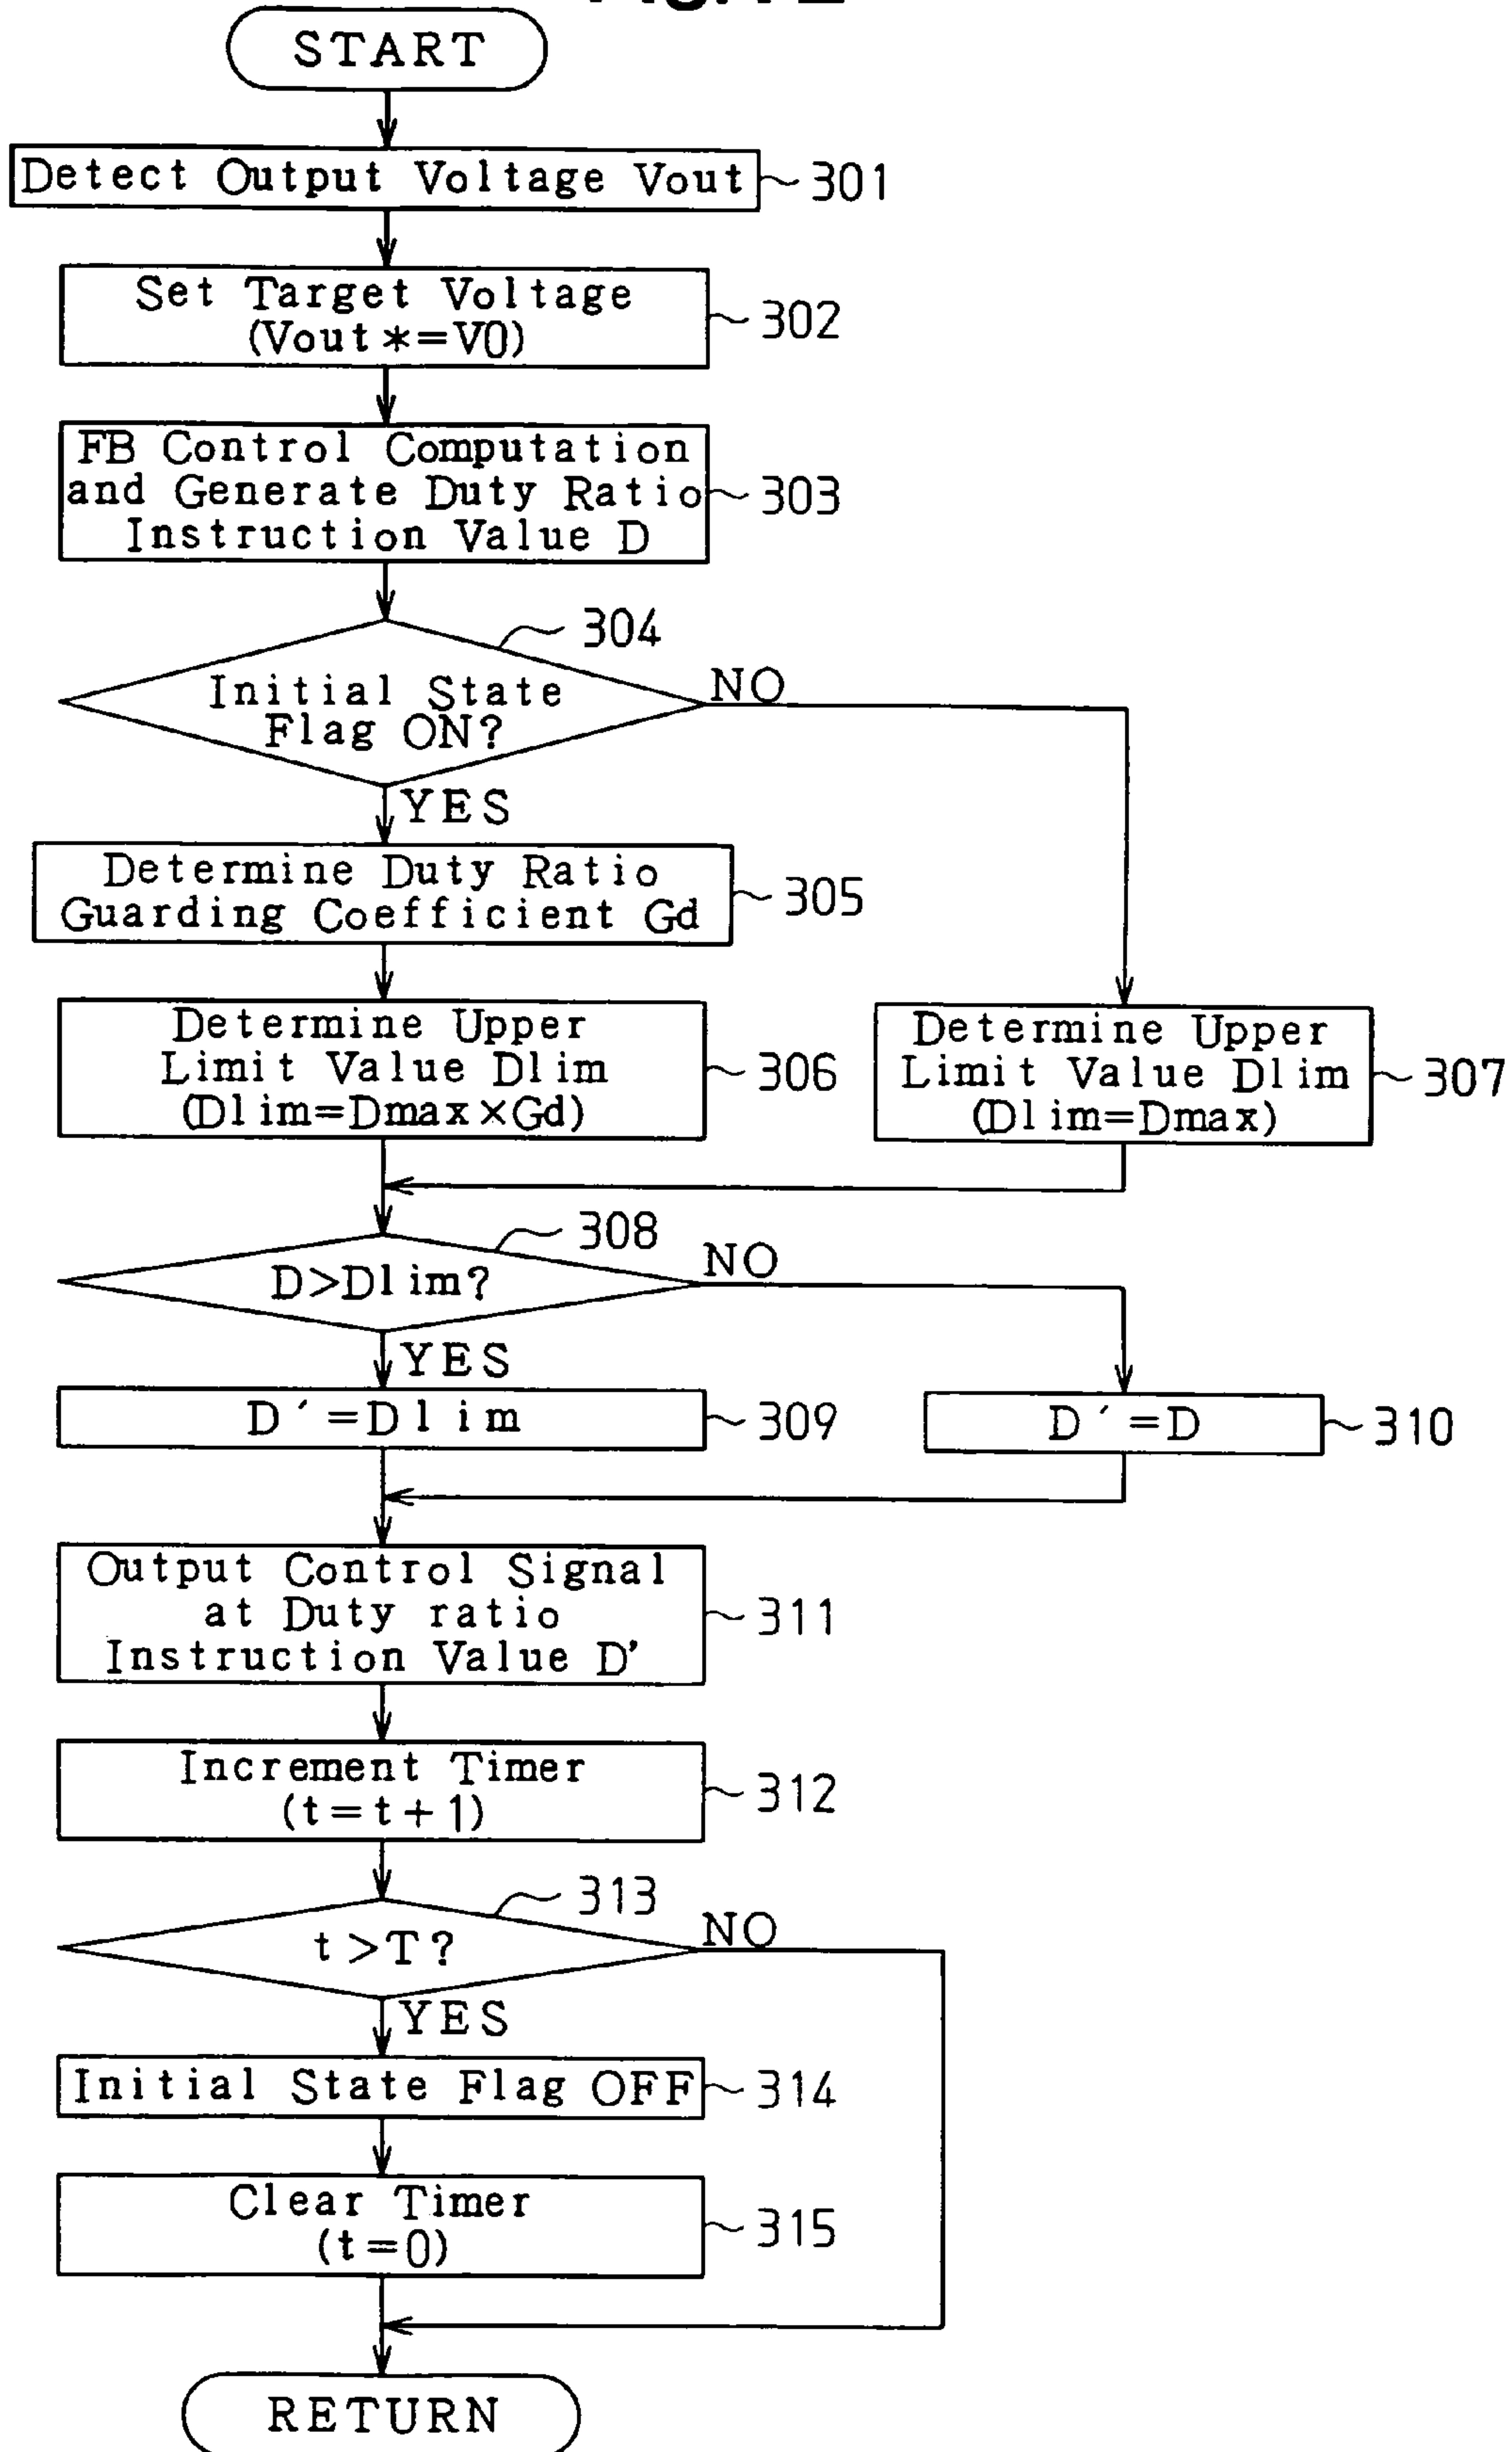 START
Detect Output Voltage Vout
301
Set Target Voltage
(Vout*=V0)
302
FB Control Computation
and Generate Duty Ratio
Instruction Value D
303
304
Initial State
Flag ON?
NO
YES
Determine Duty Ratio
Guarding Coefficient Gd
305
Determine Upper
Limit Value Dlim
(Dlim=Dmax×Gd)
306
Determine Upper
Limit Value Dlim
(Dlim=Dmax)
307
308
D>Dlim?
NO
YES
D´=Dlim
309
D´=D
310
Output Control Signal
at Duty ratio
Instruction Value D'
311
Increment Timer
(t=t+1)
312
313
t>T?
NO
YES
Initial State Flag OFF
314
Clear Timer
(t=0)
315
RETURN